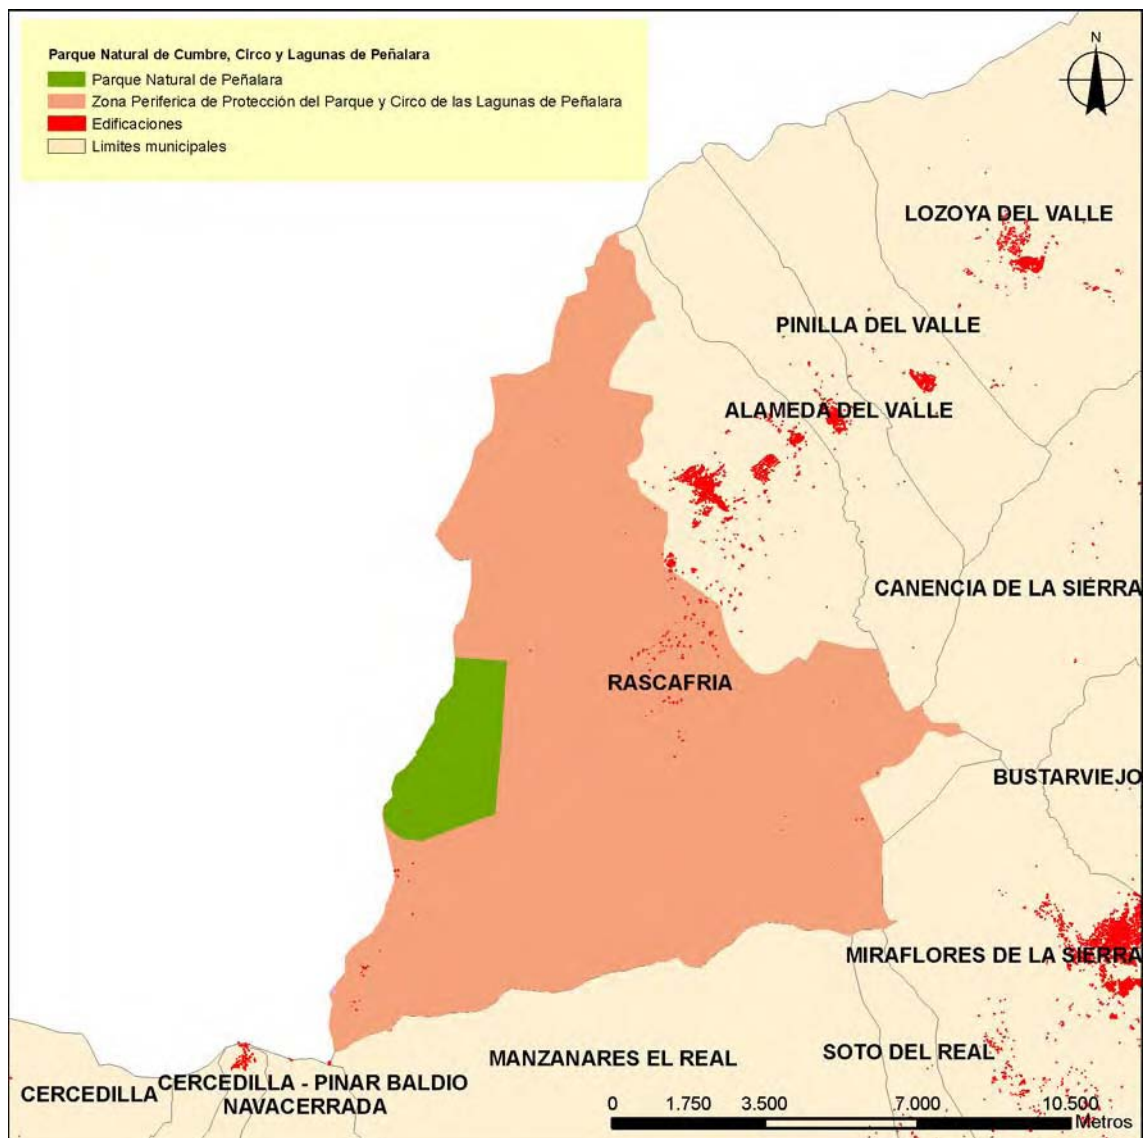 Parque Natural de Cumbre, Circo y Lagunas de Peñalara
Parque Natural de Peñalara
Zona Periferica de Protección del Parque y Circo de las Lagunas de Peñalara
Edificaciones
Limites municipales
N
LOZOYA DEL VALLE
PINILLA DEL VALLE
ALAMEDA DEL VALLE
CANENCIA DE LA SIERRA
RASCAFRIA
BUSTARVIEJO
MIRAFLORES DE LA SIERRA
SOTO DEL REAL
MANZANARES EL REAL
CERCEDILLA
CERCEDILLA - PINAR BALDIO
NAVACERRADA
0 1.750 3.500 7.000 10.500
Metros